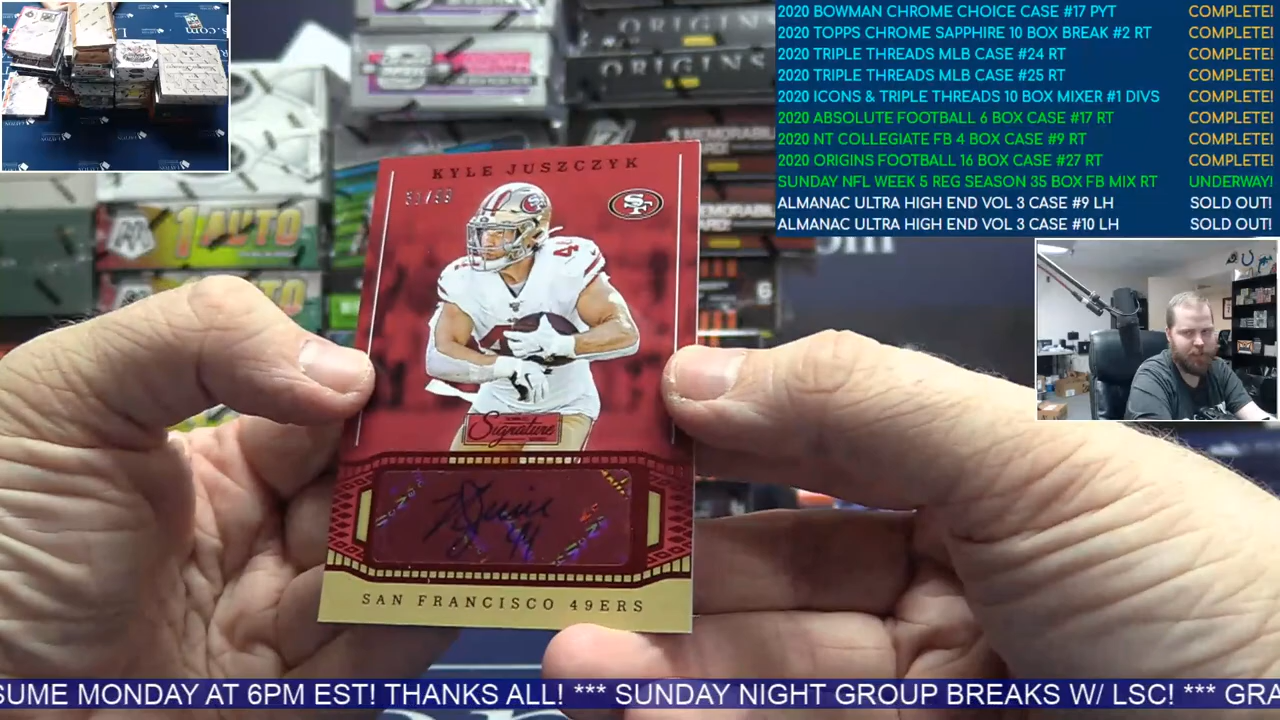 2020 BOWMAN CHROME CHOICE CASE #17 PYT COMPLETE!
2020 TOPPS CHROME SAPPHIRE 10 BOX BREAK #2 RT COMPLETE!
2020 TRIPLE THREADS MLB CASE #24 RT COMPLETE!
2020 TRIPLE THREADS MLB CASE #25 RT COMPLETE!
2020 ICONS & TRIPLE THREADS 10 BOX MIXER #1 DIVS COMPLETE!
2020 ABSOLUTE FOOTBALL 6 BOX CASE #17 RT COMPLETE!
2020 NT COLLEGIATE FB 4 BOX CASE #9 RT COMPLETE!
2020 ORIGINS FOOTBALL 16 BOX CASE #27 RT COMPLETE!
SUNDAY NFL WEEK 5 REG SEASON 35 BOX FB MIX RT UNDERWAY!
ALMANAC ULTRA HIGH END VOL 3 CASE #9 LH SOLD OUT!
ALMANAC ULTRA HIGH END VOL 3 CASE #10 LH SOLD OUT!
ORIGINS
ORIGINS
MEMORABILIA
1 AUTO
AUTO
KYLE JUSZCZYK
SF
Signature
SAN FRANCISCO 49ERS
SUME MONDAY AT 6PM EST! THANKS ALL! *** SUNDAY NIGHT GROUP BREAKS W/ LSC! *** GRA